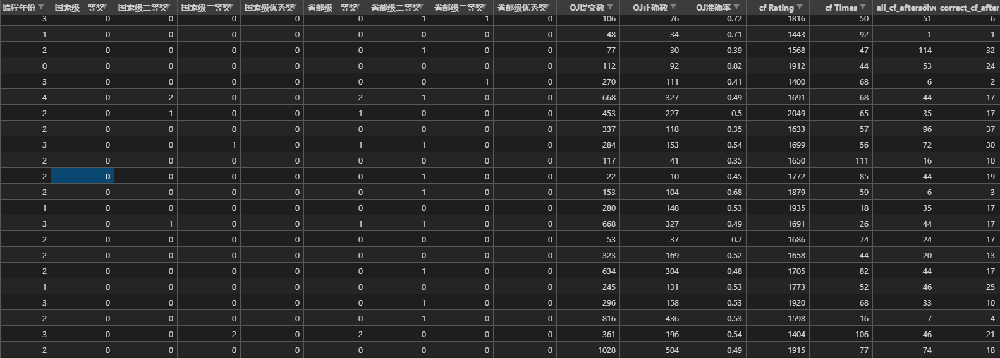 编程年份 国家级一等奖 国家级二等奖 国家级三等奖 国家级优秀奖 省部级一等奖 省部级二等奖 省部级三等奖 省部级优秀奖 OJ提交数 OJ正确数 OJ准确率 cf Rating cf Times all_cf_aftersolve correct_cf_after
3 0 0 0 0 0 1 1 0 106 76 0.72 1816 50 51 6
1 0 0 0 0 0 0 0 0 48 34 0.71 1443 92 1 1
2 0 0 0 0 0 1 0 0 77 30 0.39 1568 47 114 32
0 0 0 0 0 0 0 0 0 112 92 0.82 1912 44 53 24
3 0 0 0 0 0 0 1 0 270 111 0.41 1400 68 6 2
4 0 2 0 0 2 1 0 0 668 327 0.49 1691 68 44 17
2 0 1 0 0 1 0 0 0 453 227 0.5 2049 65 35 17
2 0 0 0 0 0 0 0 0 337 118 0.35 1633 57 96 37
3 0 0 1 0 1 1 0 0 284 153 0.54 1699 56 72 30
2 0 0 0 0 0 0 0 0 117 41 0.35 1650 111 16 10
2 0 0 0 0 0 1 0 0 22 10 0.45 1772 85 44 19
2 0 0 0 0 0 1 0 0 153 104 0.68 1879 59 6 3
1 0 0 0 0 0 0 0 0 280 148 0.53 1935 18 35 17
3 0 1 0 0 1 1 0 0 668 327 0.49 1691 26 44 17
2 0 0 0 0 0 0 0 0 53 37 0.7 1686 74 24 17
2 0 0 0 0 0 0 0 0 323 169 0.52 1658 44 20 13
2 0 0 0 0 0 1 0 0 634 304 0.48 1705 82 44 17
1 0 0 0 0 0 0 0 0 245 131 0.53 1773 52 46 25
3 0 0 0 0 0 1 0 0 296 158 0.53 1920 68 33 10
2 0 0 0 0 0 1 0 0 816 436 0.53 1598 16 7 4
3 0 0 2 0 2 0 0 0 361 196 0.54 1404 106 46 21
2 0 0 0 0 0 0 0 0 1028 504 0.49 1915 77 74 18